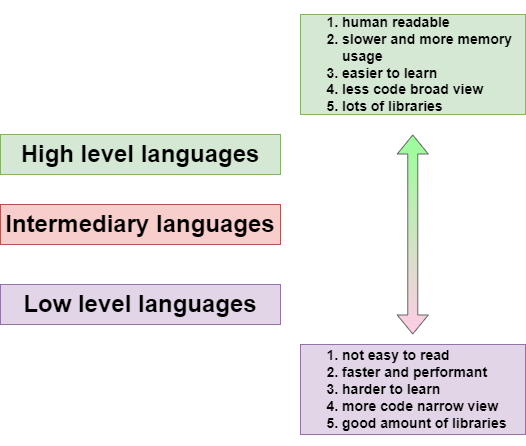 1. human readable
2. slower and more memory
usage
3. easier to learn
4. less code broad view
5. lots of libraries
High level languages
Intermediary languages
Low level languages
1. not easy to read
2. faster and performant
3. harder to learn
4. more code narrow view
5. good amount of libraries